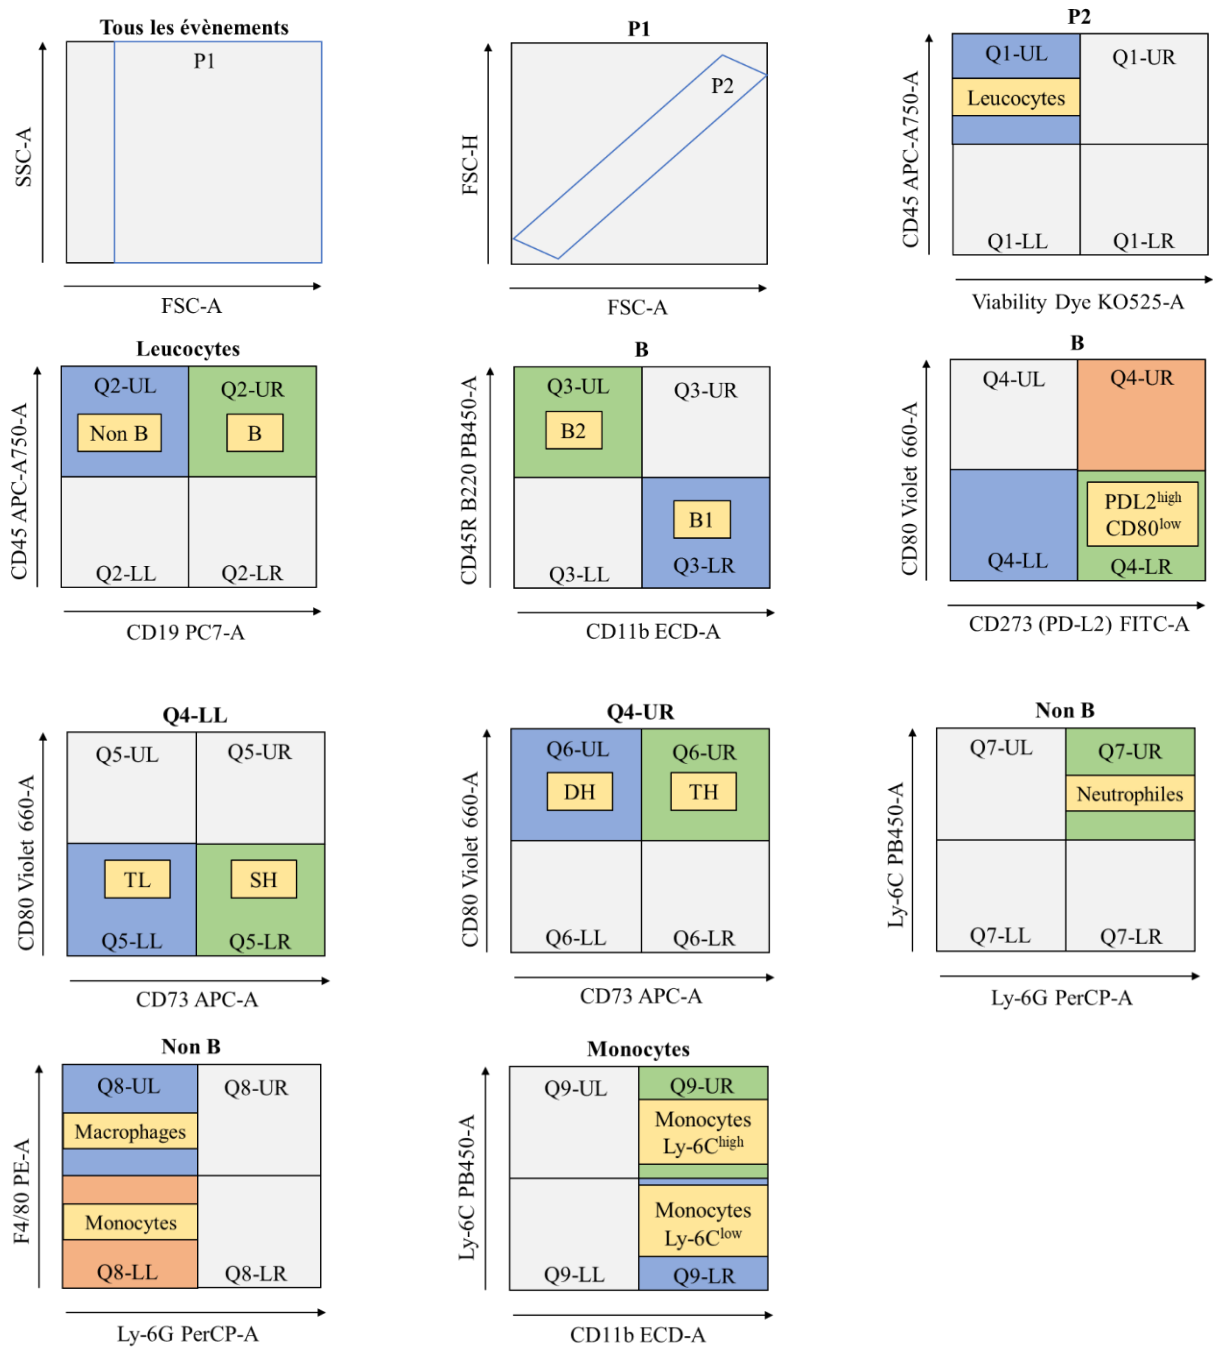 Tous les évènements
P1
SSC-A
FSC-A
P1
P2
FSC-H
FSC-A
P2
Q1-UL
Q1-UR
Leucocytes
Q1-LL
Q1-LR
CD45 APC-A750-A
Viability Dye KO525-A
Leucocytes
Q2-UL
Q2-UR
Non B
B
Q2-LL
Q2-LR
CD45 APC-A750-A
CD19 PC7-A
B
Q3-UL
Q3-UR
B2
B1
Q3-LL
Q3-LR
CD45R B220 PB450-A
CD11b ECD-A
B
Q4-UL
Q4-UR
PDL2high
CD80low
Q4-LL
Q4-LR
CD80 Violet 660-A
CD273 (PD-L2) FITC-A
Q4-LL
Q5-UL
Q5-UR
TL
SH
Q5-LL
Q5-LR
CD80 Violet 660-A
CD73 APC-A
Q4-UR
Q6-UL
Q6-UR
DH
TH
Q6-LL
Q6-LR
CD80 Violet 660-A
CD73 APC-A
Non B
Q7-UL
Q7-UR
Neutrophiles
Q7-LL
Q7-LR
Ly-6C PB450-A
Ly-6G PerCP-A
Non B
Q8-UL
Q8-UR
Macrophages
Monocytes
Q8-LL
Q8-LR
F4/80 PE-A
Ly-6G PerCP-A
Monocytes
Q9-UL
Q9-UR
Monocytes
Ly-6Chigh
Monocytes
Ly-6Clow
Q9-LL
Q9-LR
Ly-6C PB450-A
CD11b ECD-A